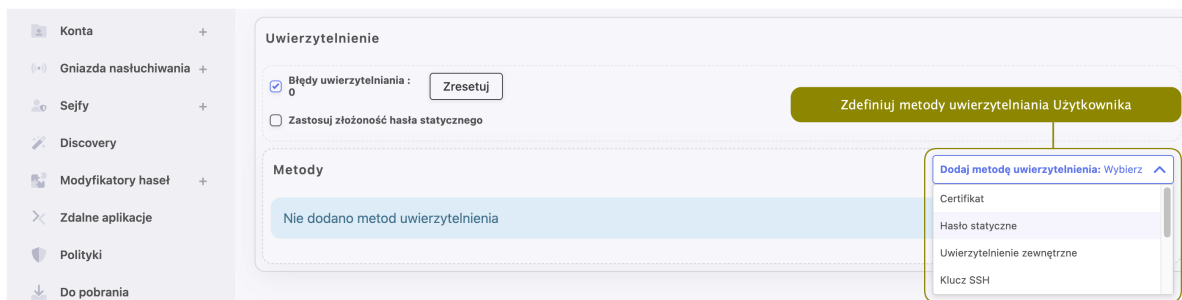 Konta +
Gniazda nasłuchiwania +
Sejfy +
Discovery
Modyfikatory haseł +
Zdalne aplikacje
Polityki
Do pobrania
Uwierzytelnienie
Błędy uwierzytelniania :
0
Zresetuj
Zastosuj złożoność hasła statycznego
Zdefiniuj metody uwierzytelniania Użytkownika
Metody
Dodaj metodę uwierzytelnienia: Wybierz
Nie dodano metod uwierzytelnienia
Certifikat
Hasło statyczne
Uwierzytelnienie zewnętrzne
Klucz SSH